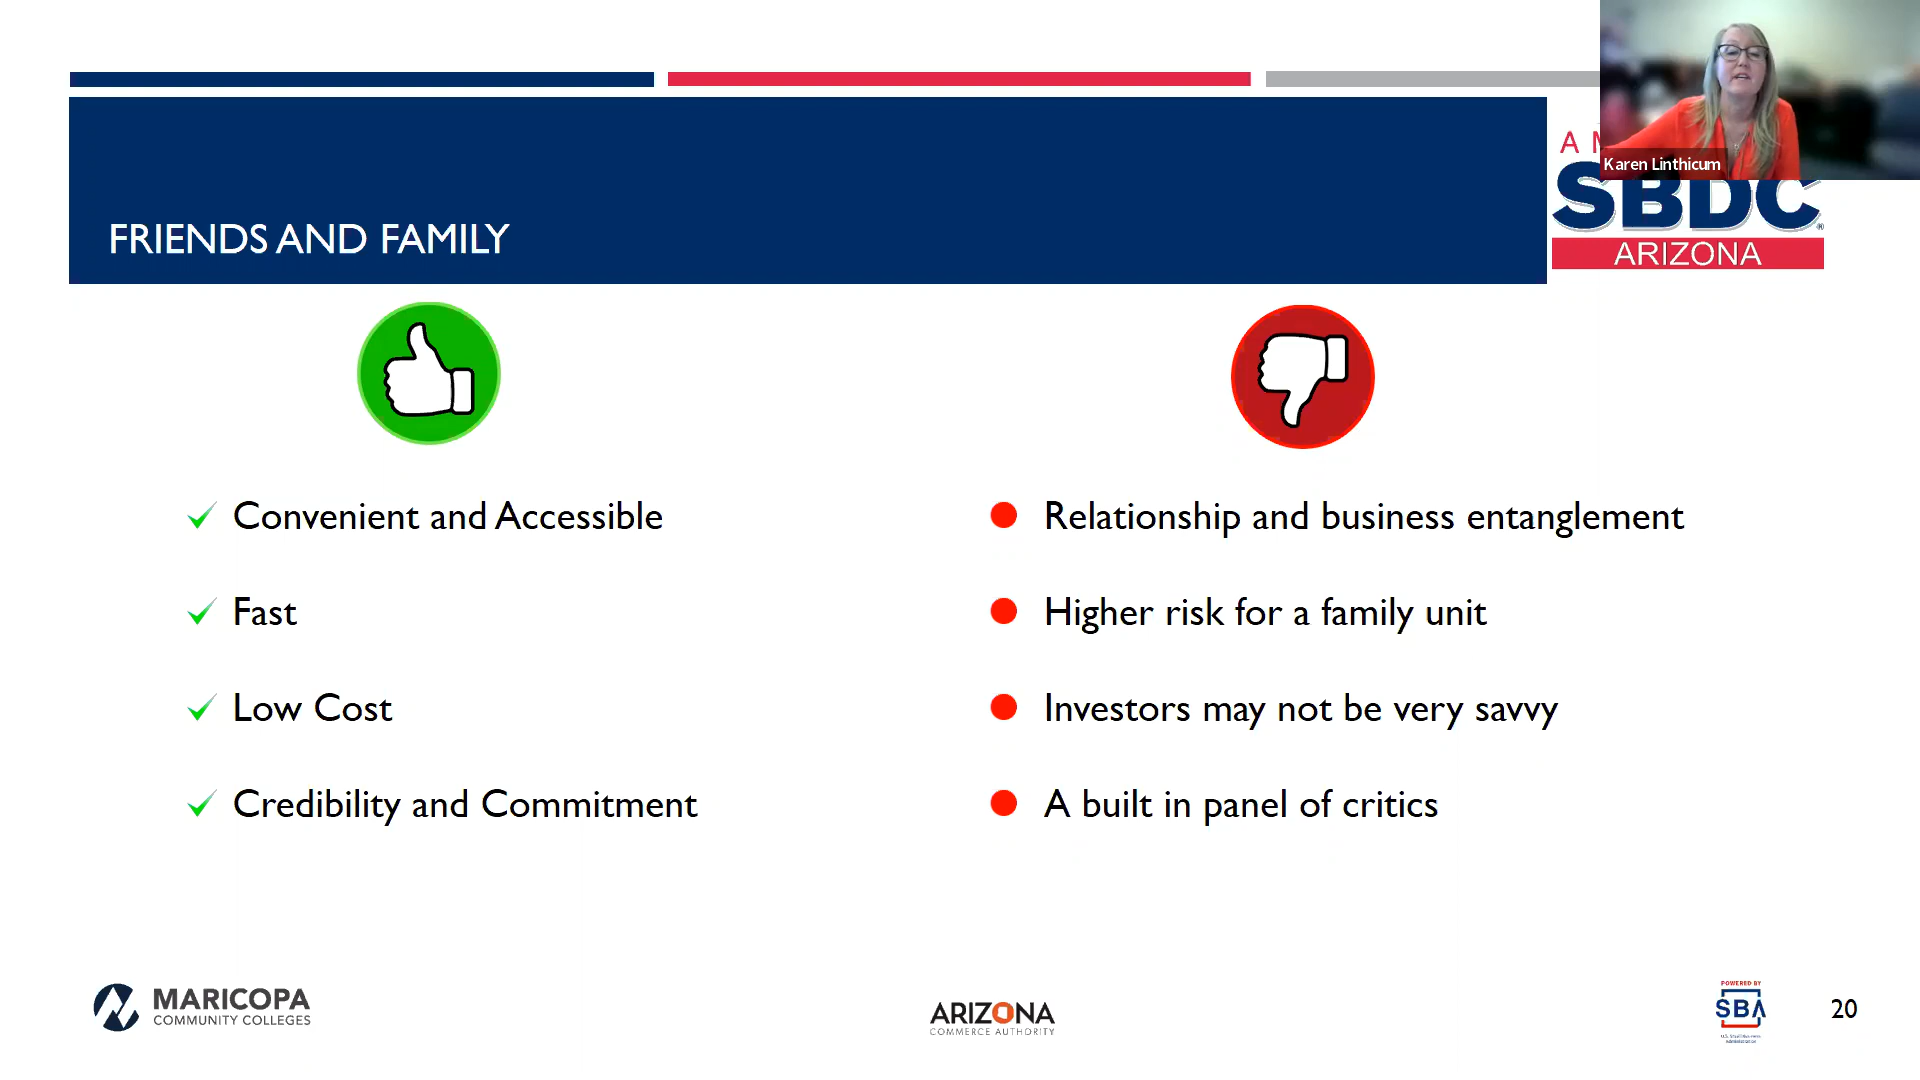 Karen Linthicum
SBDC
ARIZONA
FRIENDS AND FAMILY
Convenient and Accessible
Fast
Low Cost
Credibility and Commitment
Relationship and business entanglement
Higher risk for a family unit
Investors may not be very savvy
A built in panel of critics
MARICOPA
COMMUNITY COLLEGES
ARIZONA
COMMERCE AUTHORITY
POWERED BY
SBA
20